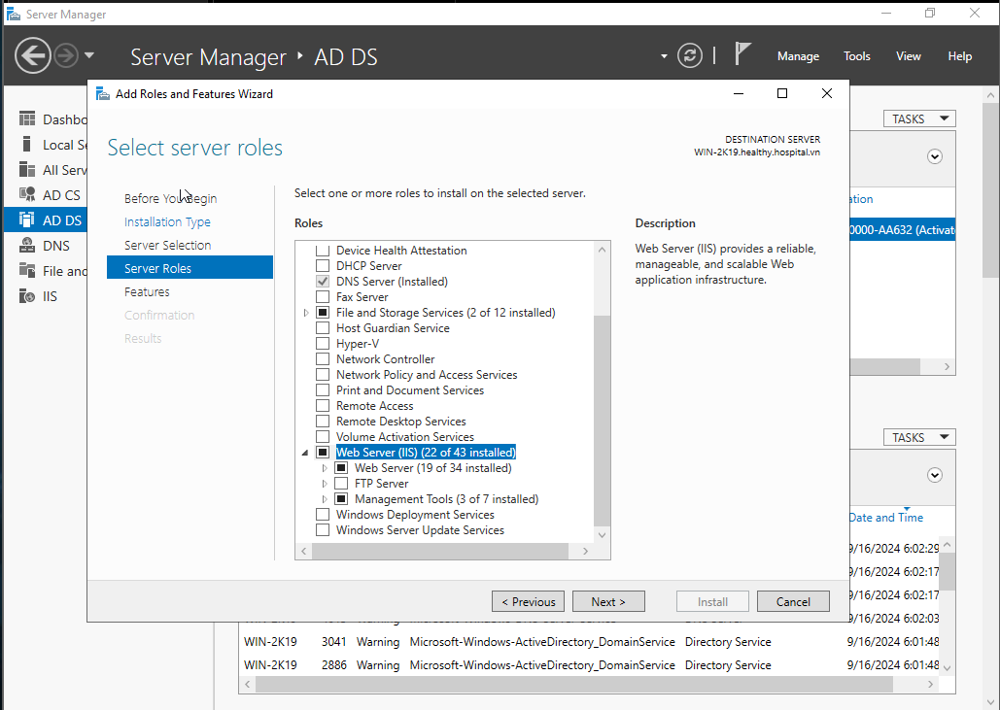 Server Manager
Server Manager AD DS
Manage Tools View Help
Add Roles and Features Wizard
TASKS
Select server roles
DESTINATION SERVER
WIN-2K19.healthy.hospital.vn
Local
AD CS
AD DS
DNS
File and
IIS
Before You Begin
Installation Type
Server Selection
Server Roles
Features
Confirmation
Results
Select one or more roles to install on the selected server.
Roles
Device Health Attestation
DHCP Server
DNS Server (Installed)
Fax Server
File and Storage Services (2 of 12 installed)
Host Guardian Service
Hyper-V
Network Controller
Network Policy and Access Services
Print and Document Services
Remote Access
Remote Desktop Services
Volume Activation Services
Web Server (IIS) (22 of 43 installed)
Web Server (19 of 34 installed)
FTP Server
Management Tools (3 of 7 installed)
Windows Deployment Services
Windows Server Update Services
Description
Web Server (IIS) provides a reliable,
manageable, and scalable Web
application infrastructure.
0000-AA632 (Activat
TASKS
Date and Time
9/16/2024 6:02:29
9/16/2024 6:02:17
9/16/2024 6:02:17
9/16/2024 6:02:03
< Previous
Next >
Install
Cancel
WIN-2K19 3041 Warning Microsoft-Windows-ActiveDirectory_DomainService Directory Service 9/16/2024 6:01:48
WIN-2K19 2886 Warning Microsoft-Windows-ActiveDirectory_DomainService Directory Service 9/16/2024 6:01:48